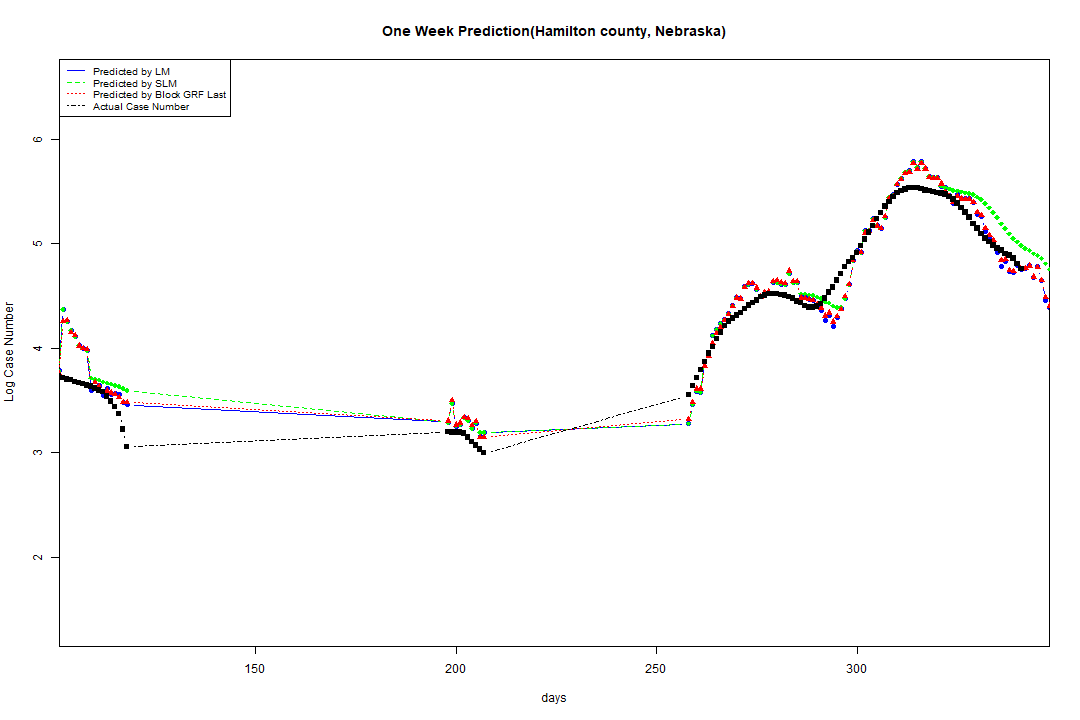 One Week Prediction(Hamilton county, Nebraska)
Predicted by LM
Predicted by SLM
Predicted by Block GRF Last
Actual Case Number
6
5
4
3
2
Log Case Number
150
200
250
300
days